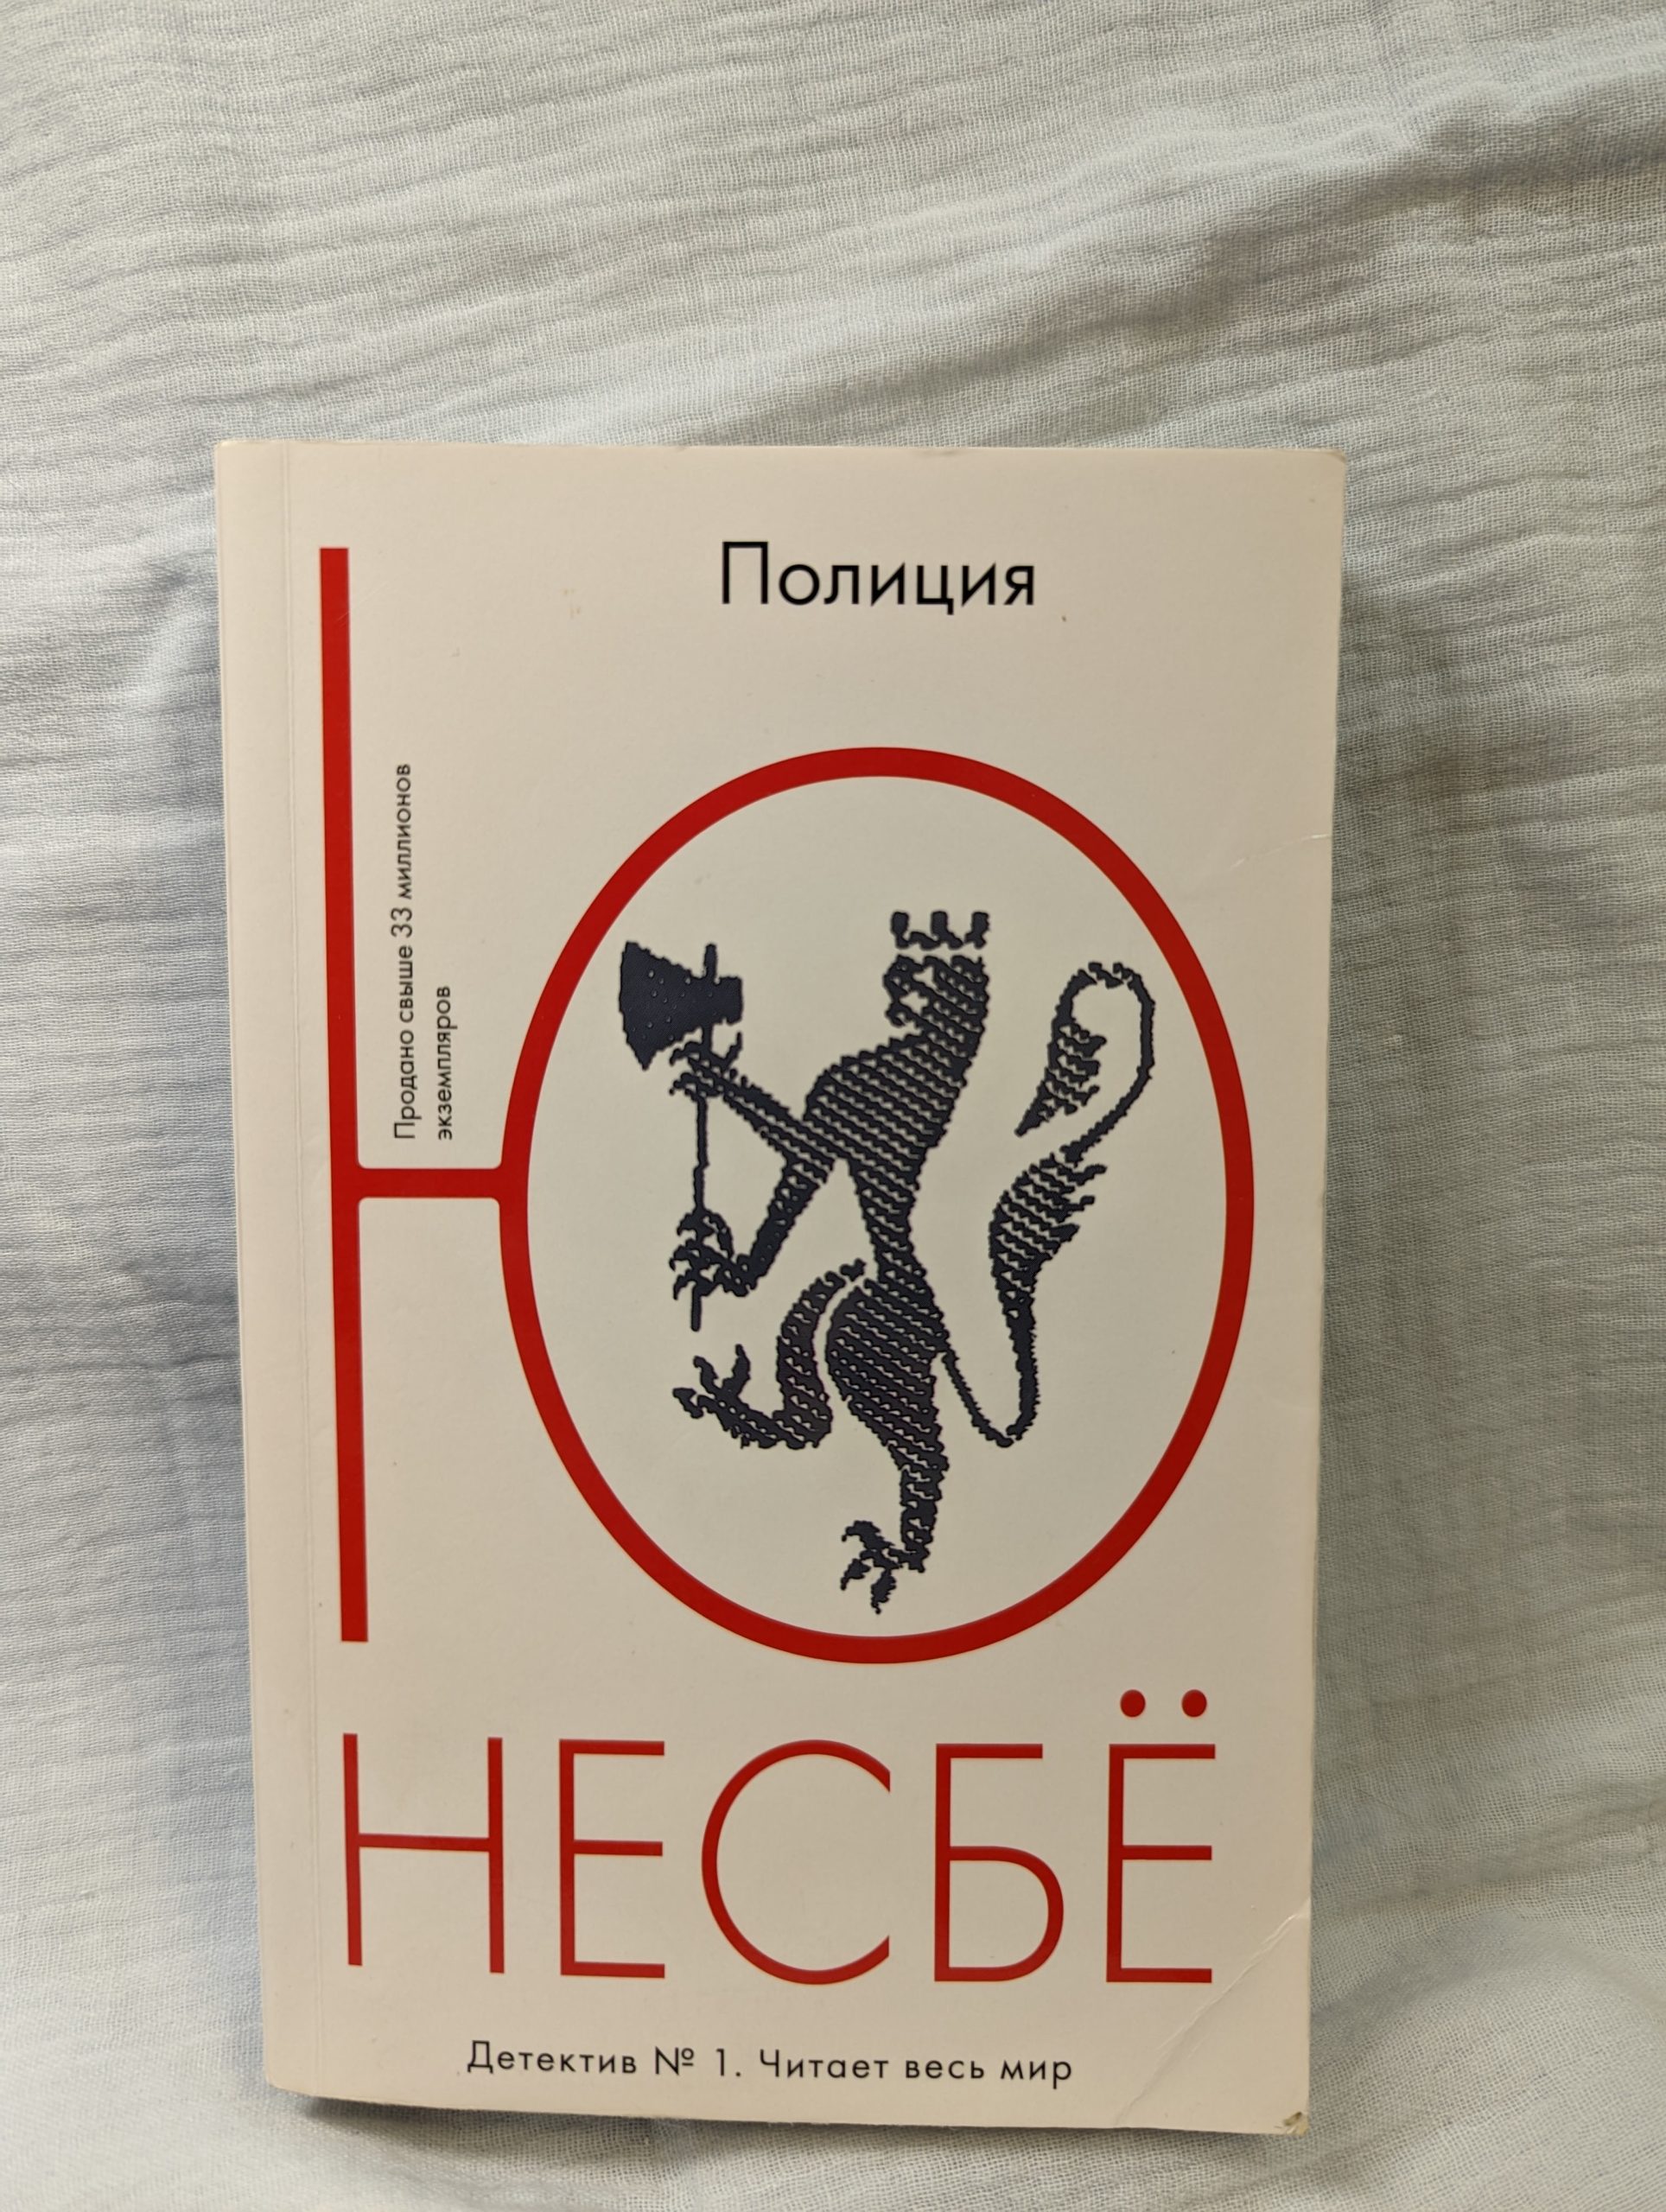 Полиция
Продано свыше 33 миллионов
экземпляров
Ю
НЕСБЁ
Детектив № 1. Читает весь мир